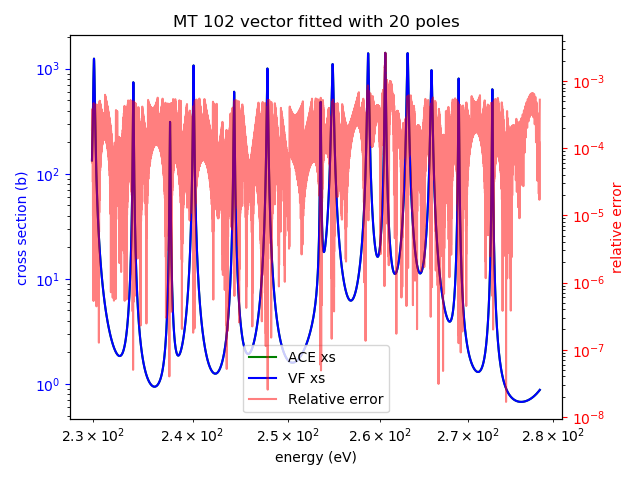 MT 102 vector fitted with 20 poles
10³
10²
10¹
10⁰
cross section (b)
10⁻³
10⁻⁴
10⁻⁵
10⁻⁶
10⁻⁷
10⁻⁸
relative error
ACE xs
VF xs
Relative error
2.3 × 10² 2.4 × 10² 2.5 × 10² 2.6 × 10² 2.7 × 10² 2.8 × 10²
energy (eV)